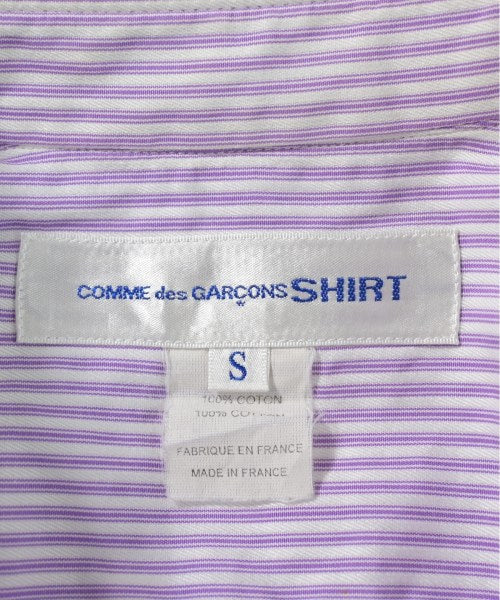 COMME des GARÇONS SHIRT
S
100% COTON
100% COTTON
FABRIQUE EN FRANCE
MADE IN FRANCE